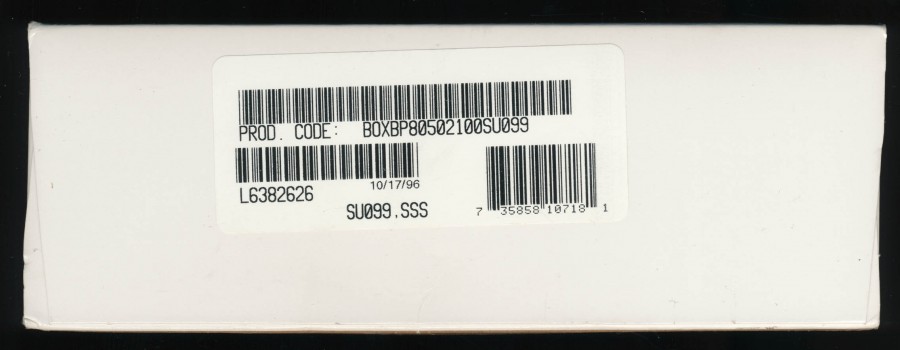 PROD. CODE: BOXBP80502100SU099
L6382626
10/17/96
SU099,SSS
7 35858 10718 1